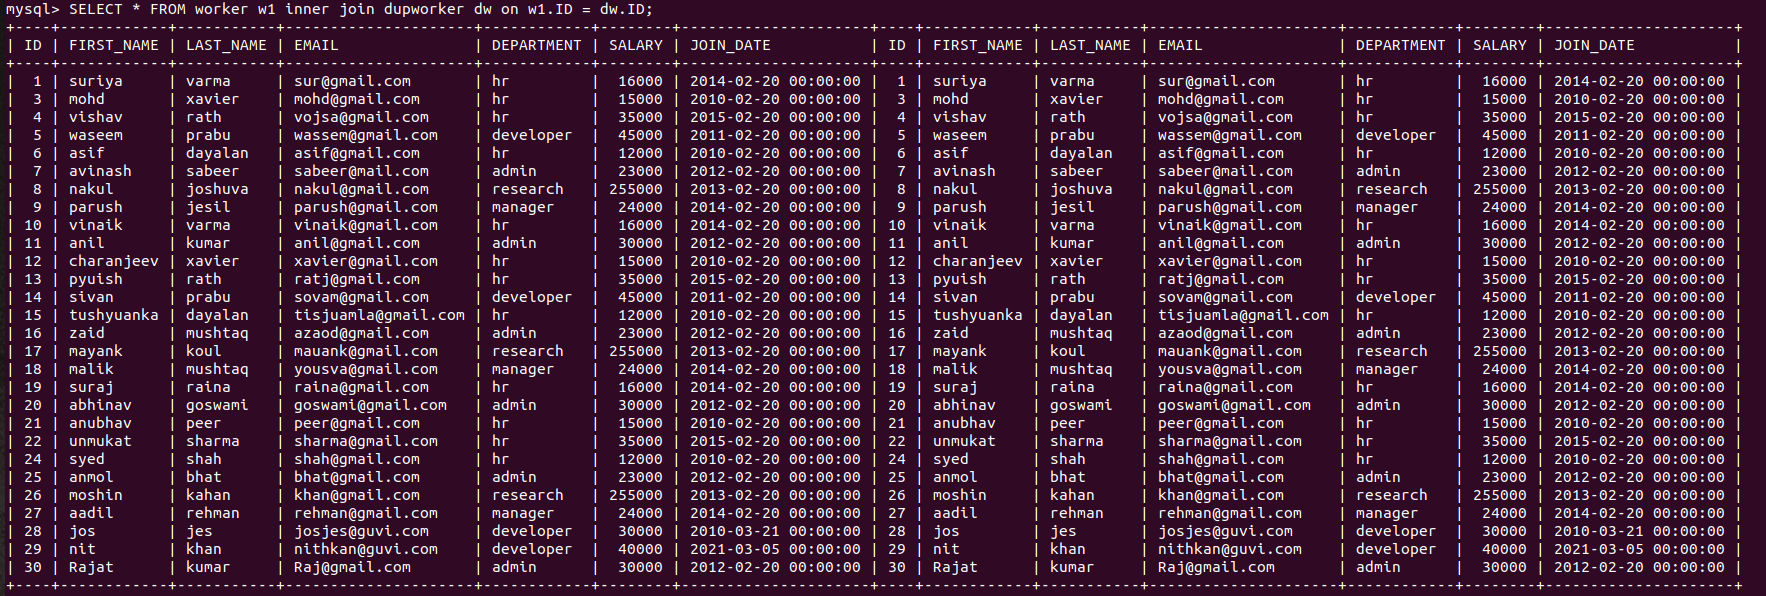 mysql> SELECT * FROM worker w1 inner join dupworker dw on w1.ID = dw.ID;
+----+------------+-----------+---------------------+------------+--------+---------------------+----+------------+-----------+---------------------+------------+--------+---------------------+
| ID | FIRST_NAME | LAST_NAME | EMAIL               | DEPARTMENT | SALARY | JOIN_DATE           | ID | FIRST_NAME | LAST_NAME | EMAIL               | DEPARTMENT | SALARY | JOIN_DATE           |
+----+------------+-----------+---------------------+------------+--------+---------------------+----+------------+-----------+---------------------+------------+--------+---------------------+
|  1 | suriya     | varma     | sur@gmail.com       | hr         |  16000 | 2014-02-20 00:00:00 |  1 | suriya     | varma     | sur@gmail.com       | hr         |  16000 | 2014-02-20 00:00:00 |
|  3 | mohd       | xavier    | mohd@gmail.com      | hr         |  15000 | 2010-02-20 00:00:00 |  3 | mohd       | xavier    | mohd@gmail.com      | hr         |  15000 | 2010-02-20 00:00:00 |
|  4 | vishav     | rath      | vojsa@gmail.com     | hr         |  35000 | 2015-02-20 00:00:00 |  4 | vishav     | rath      | vojsa@gmail.com     | hr         |  35000 | 2015-02-20 00:00:00 |
|  5 | waseem     | prabu     | wassem@gmail.com    | developer  |  45000 | 2011-02-20 00:00:00 |  5 | waseem     | prabu     | wassem@gmail.com    | developer  |  45000 | 2011-02-20 00:00:00 |
|  6 | asif       | dayalan   | asif@gmail.com      | hr         |  12000 | 2010-02-20 00:00:00 |  6 | asif       | dayalan   | asif@gmail.com      | hr         |  12000 | 2010-02-20 00:00:00 |
|  7 | avinash    | sabeer    | sabeer@mail.com     | admin      |  23000 | 2012-02-20 00:00:00 |  7 | avinash    | sabeer    | sabeer@mail.com     | admin      |  23000 | 2012-02-20 00:00:00 |
|  8 | nakul      | joshuva   | nakul@gmail.com     | research   | 255000 | 2013-02-20 00:00:00 |  8 | nakul      | joshuva   | nakul@gmail.com     | research   | 255000 | 2013-02-20 00:00:00 |
|  9 | parush     | jesil     | parush@gmail.com    | manager    |  24000 | 2014-02-20 00:00:00 |  9 | parush     | jesil     | parush@gmail.com    | manager    |  24000 | 2014-02-20 00:00:00 |
| 10 | vinaik     | varma     | vinaik@gmail.com    | hr         |  16000 | 2014-02-20 00:00:00 | 10 | vinaik     | varma     | vinaik@gmail.com    | hr         |  16000 | 2014-02-20 00:00:00 |
| 11 | anil       | kumar     | anil@gmail.com      | admin      |  30000 | 2012-02-20 00:00:00 | 11 | anil       | kumar     | anil@gmail.com      | admin      |  30000 | 2012-02-20 00:00:00 |
| 12 | charanjeev | xavier    | xavier@gmail.com    | hr         |  15000 | 2010-02-20 00:00:00 | 12 | charanjeev | xavier    | xavier@gmail.com    | hr         |  15000 | 2010-02-20 00:00:00 |
| 13 | pyuish     | rath      | ratj@gmail.com      | hr         |  35000 | 2015-02-20 00:00:00 | 13 | pyuish     | rath      | ratj@gmail.com      | hr         |  35000 | 2015-02-20 00:00:00 |
| 14 | sivan      | prabu     | sovam@gmail.com     | developer  |  45000 | 2011-02-20 00:00:00 | 14 | sivan      | prabu     | sovam@gmail.com     | developer  |  45000 | 2011-02-20 00:00:00 |
| 15 | tushyuanka | dayalan   | tisjuamla@gmail.com | hr         |  12000 | 2010-02-20 00:00:00 | 15 | tushyuanka | dayalan   | tisjuamla@gmail.com | hr         |  12000 | 2010-02-20 00:00:00 |
| 16 | zaid       | mushtaq   | azaod@gmail.com     | admin      |  23000 | 2012-02-20 00:00:00 | 16 | zaid       | mushtaq   | azaod@gmail.com     | admin      |  23000 | 2012-02-20 00:00:00 |
| 17 | mayank     | koul      | mauank@gmail.com    | research   | 255000 | 2013-02-20 00:00:00 | 17 | mayank     | koul      | mauank@gmail.com    | research   | 255000 | 2013-02-20 00:00:00 |
| 18 | malik      | mushtaq   | yousva@gmail.com    | manager    |  24000 | 2014-02-20 00:00:00 | 18 | malik      | mushtaq   | yousva@gmail.com    | manager    |  24000 | 2014-02-20 00:00:00 |
| 19 | suraj      | raina     | raina@gmail.com     | hr         |  16000 | 2014-02-20 00:00:00 | 19 | suraj      | raina     | raina@gmail.com     | hr         |  16000 | 2014-02-20 00:00:00 |
| 20 | abhinav    | goswami   | goswami@gmail.com   | admin      |  30000 | 2012-02-20 00:00:00 | 20 | abhinav    | goswami   | goswami@gmail.com   | admin      |  30000 | 2012-02-20 00:00:00 |
| 21 | anubhav    | peer      | peer@gmail.com      | hr         |  15000 | 2010-02-20 00:00:00 | 21 | anubhav    | peer      | peer@gmail.com      | hr         |  15000 | 2010-02-20 00:00:00 |
| 22 | unmukat    | sharma    | sharma@gmail.com    | hr         |  35000 | 2015-02-20 00:00:00 | 22 | unmukat    | sharma    | sharma@gmail.com    | hr         |  35000 | 2015-02-20 00:00:00 |
| 24 | syed       | shah      | shah@gmail.com      | hr         |  12000 | 2010-02-20 00:00:00 | 24 | syed       | shah      | shah@gmail.com      | hr         |  12000 | 2010-02-20 00:00:00 |
| 25 | anmol      | bhat      | bhat@gmail.com      | admin      |  23000 | 2012-02-20 00:00:00 | 25 | anmol      | bhat      | bhat@gmail.com      | admin      |  23000 | 2012-02-20 00:00:00 |
| 26 | moshin     | kahan     | khan@gmail.com      | research   | 255000 | 2013-02-20 00:00:00 | 26 | moshin     | kahan     | khan@gmail.com      | research   | 255000 | 2013-02-20 00:00:00 |
| 27 | aadil      | rehman    | rehman@gmail.com    | manager    |  24000 | 2014-02-20 00:00:00 | 27 | aadil      | rehman    | rehman@gmail.com    | manager    |  24000 | 2014-02-20 00:00:00 |
| 28 | jos        | jes       | josjes@guvi.com     | developer  |  30000 | 2010-03-21 00:00:00 | 28 | jos        | jes       | josjes@guvi.com     | developer  |  30000 | 2010-03-21 00:00:00 |
| 29 | nit        | khan      | nithkan@guvi.com    | developer  |  40000 | 2021-03-05 00:00:00 | 29 | nit        | khan      | nithkan@guvi.com    | developer  |  40000 | 2021-03-05 00:00:00 |
| 30 | Rajat      | kumar     | Raj@gmail.com       | admin      |  30000 | 2012-02-20 00:00:00 | 30 | Rajat      | kumar     | Raj@gmail.com       | admin      |  30000 | 2012-02-20 00:00:00 |
+----+------------+-----------+---------------------+------------+--------+---------------------+----+------------+-----------+---------------------+------------+--------+---------------------+